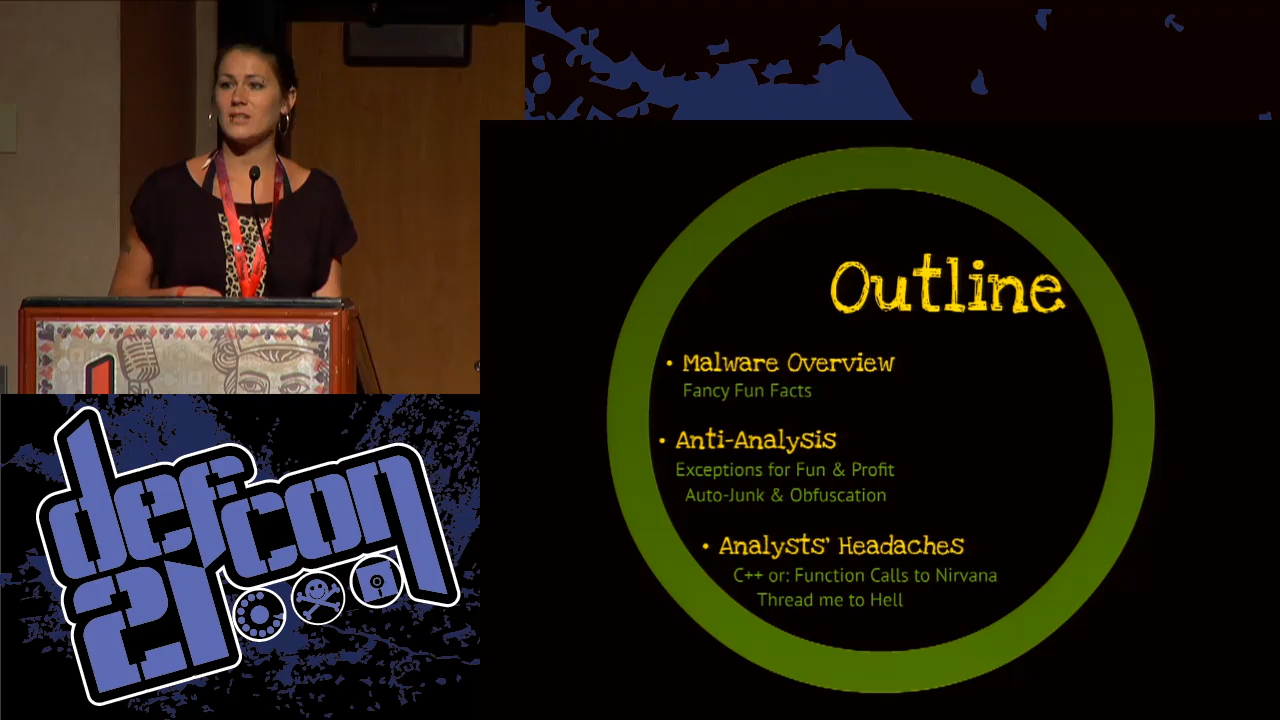 Outline
• Malware Overview
Fancy Fun Facts
• Anti-Analysis
Exceptions for Fun & Profit
Auto-Junk & Obfuscation
• Analysts' Headaches
C++ or: Function Calls to Nirvana
Thread me to Hell
defcon
21